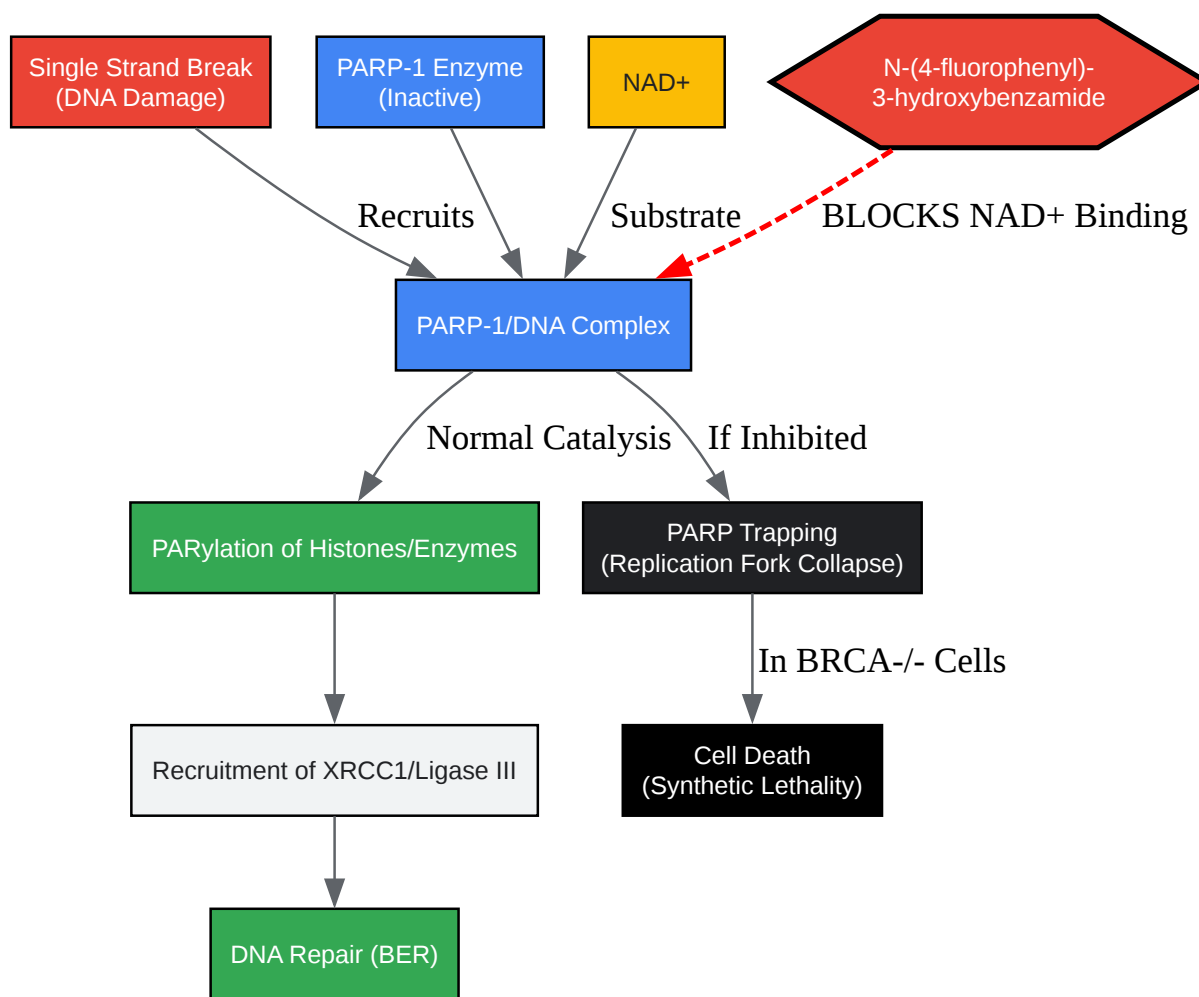 Single Strand Break
(DNA Damage)
PARP-1 Enzyme
(Inactive)
NAD+
N-(4-fluorophenyl)-
3-hydroxybenzamide
Recruits
Substrate
BLOCKS NAD+ Binding
PARP-1/DNA Complex
Normal Catalysis
If Inhibited
PARylation of Histones/Enzymes
PARP Trapping
(Replication Fork Collapse)
In BRCA-/- Cells
Recruitment of XRCC1/Ligase III
Cell Death
(Synthetic Lethality)
DNA Repair (BER)